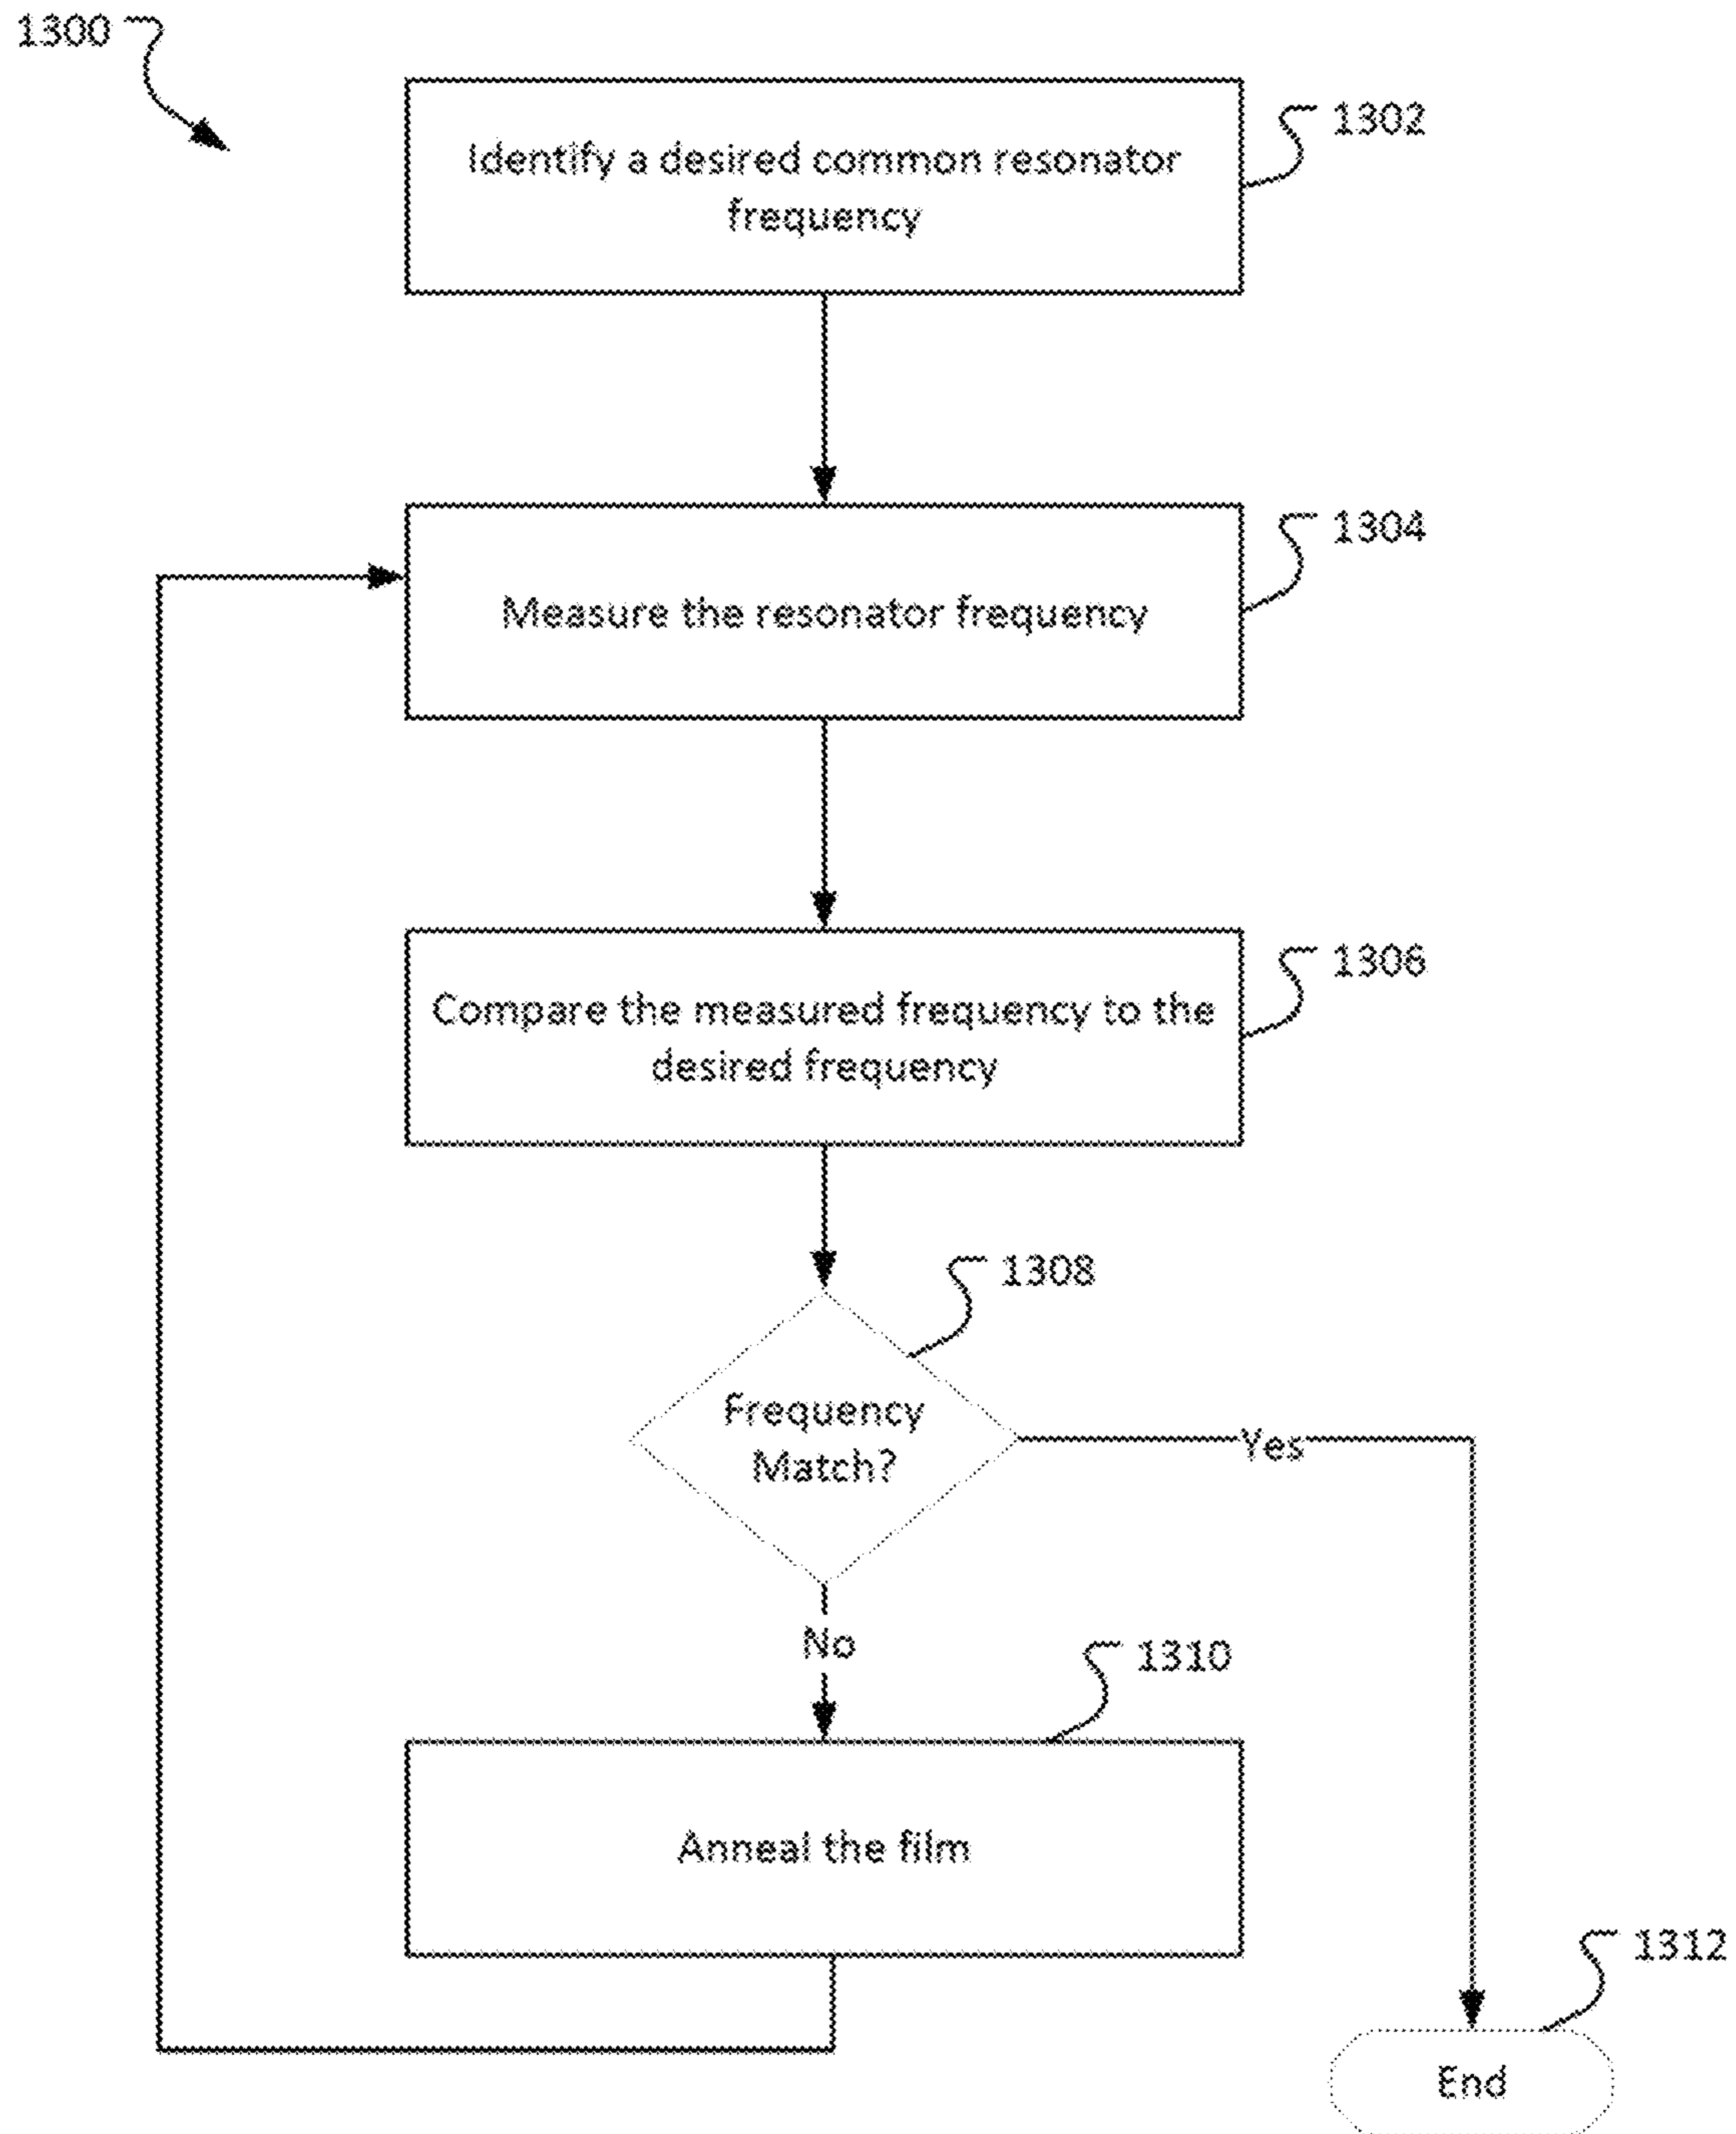 1300
1302
Identify a desired common resonator
frequency
1304
Measure the resonator frequency
1306
Compare the measured frequency to the
desired frequency
1308
Frequency
Match?
Yes
No
1310
Anneal the film
1312
End